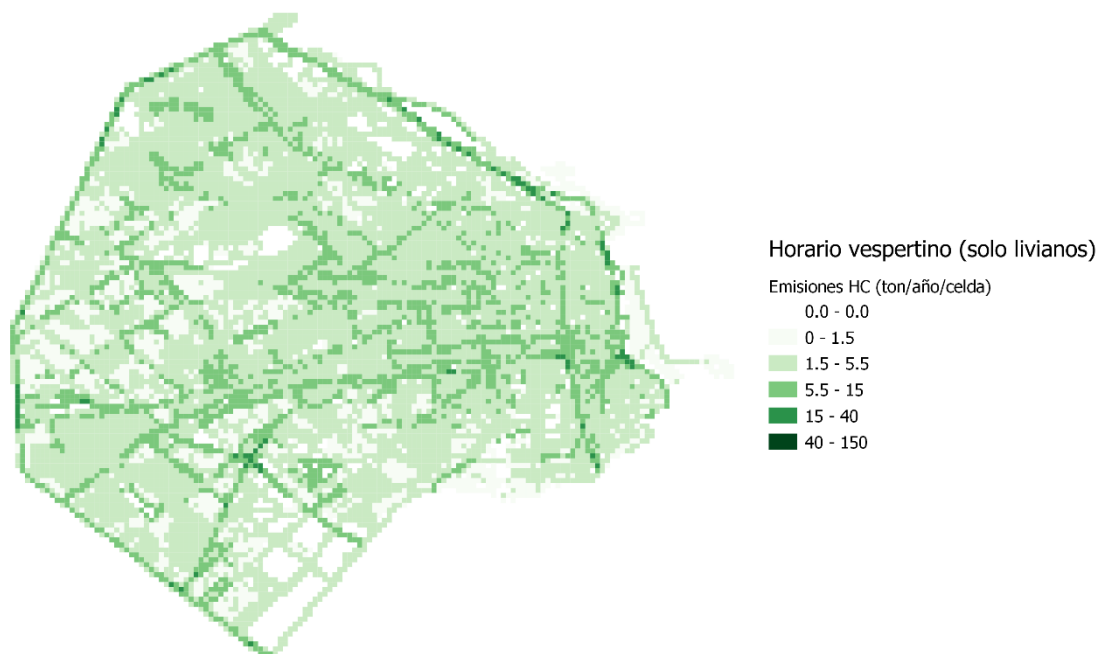 Horario vespertino (solo livianos)
Emisiones HC (ton/año/celda)
0.0 - 0.0
0 - 1.5
1.5 - 5.5
5.5 - 15
15 - 40
40 - 150